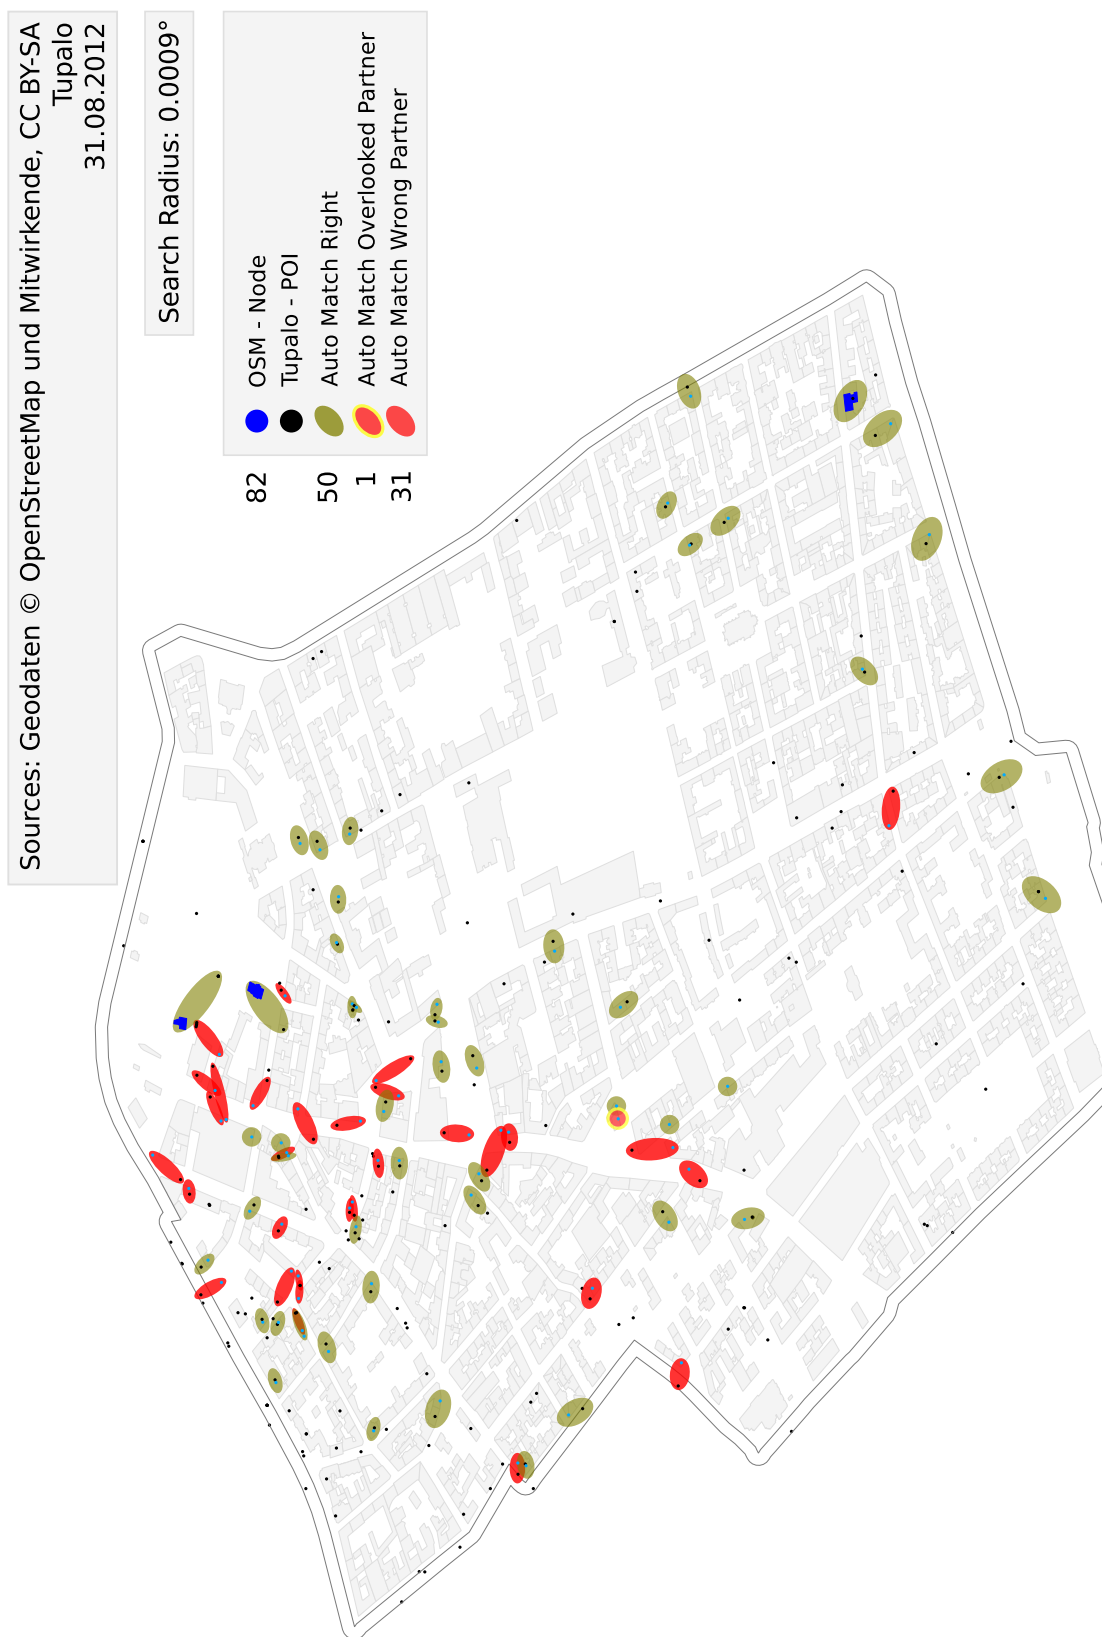 Sources: Geodaten © OpenStreetMap und Mitwirkende, CC BY-SA
Tupalo
31.08.2012
Search Radius: 0.0009°
82 OSM - Node
Tupalo - POI
50 Auto Match Right
1 Auto Match Overlooked Partner
31 Auto Match Wrong Partner